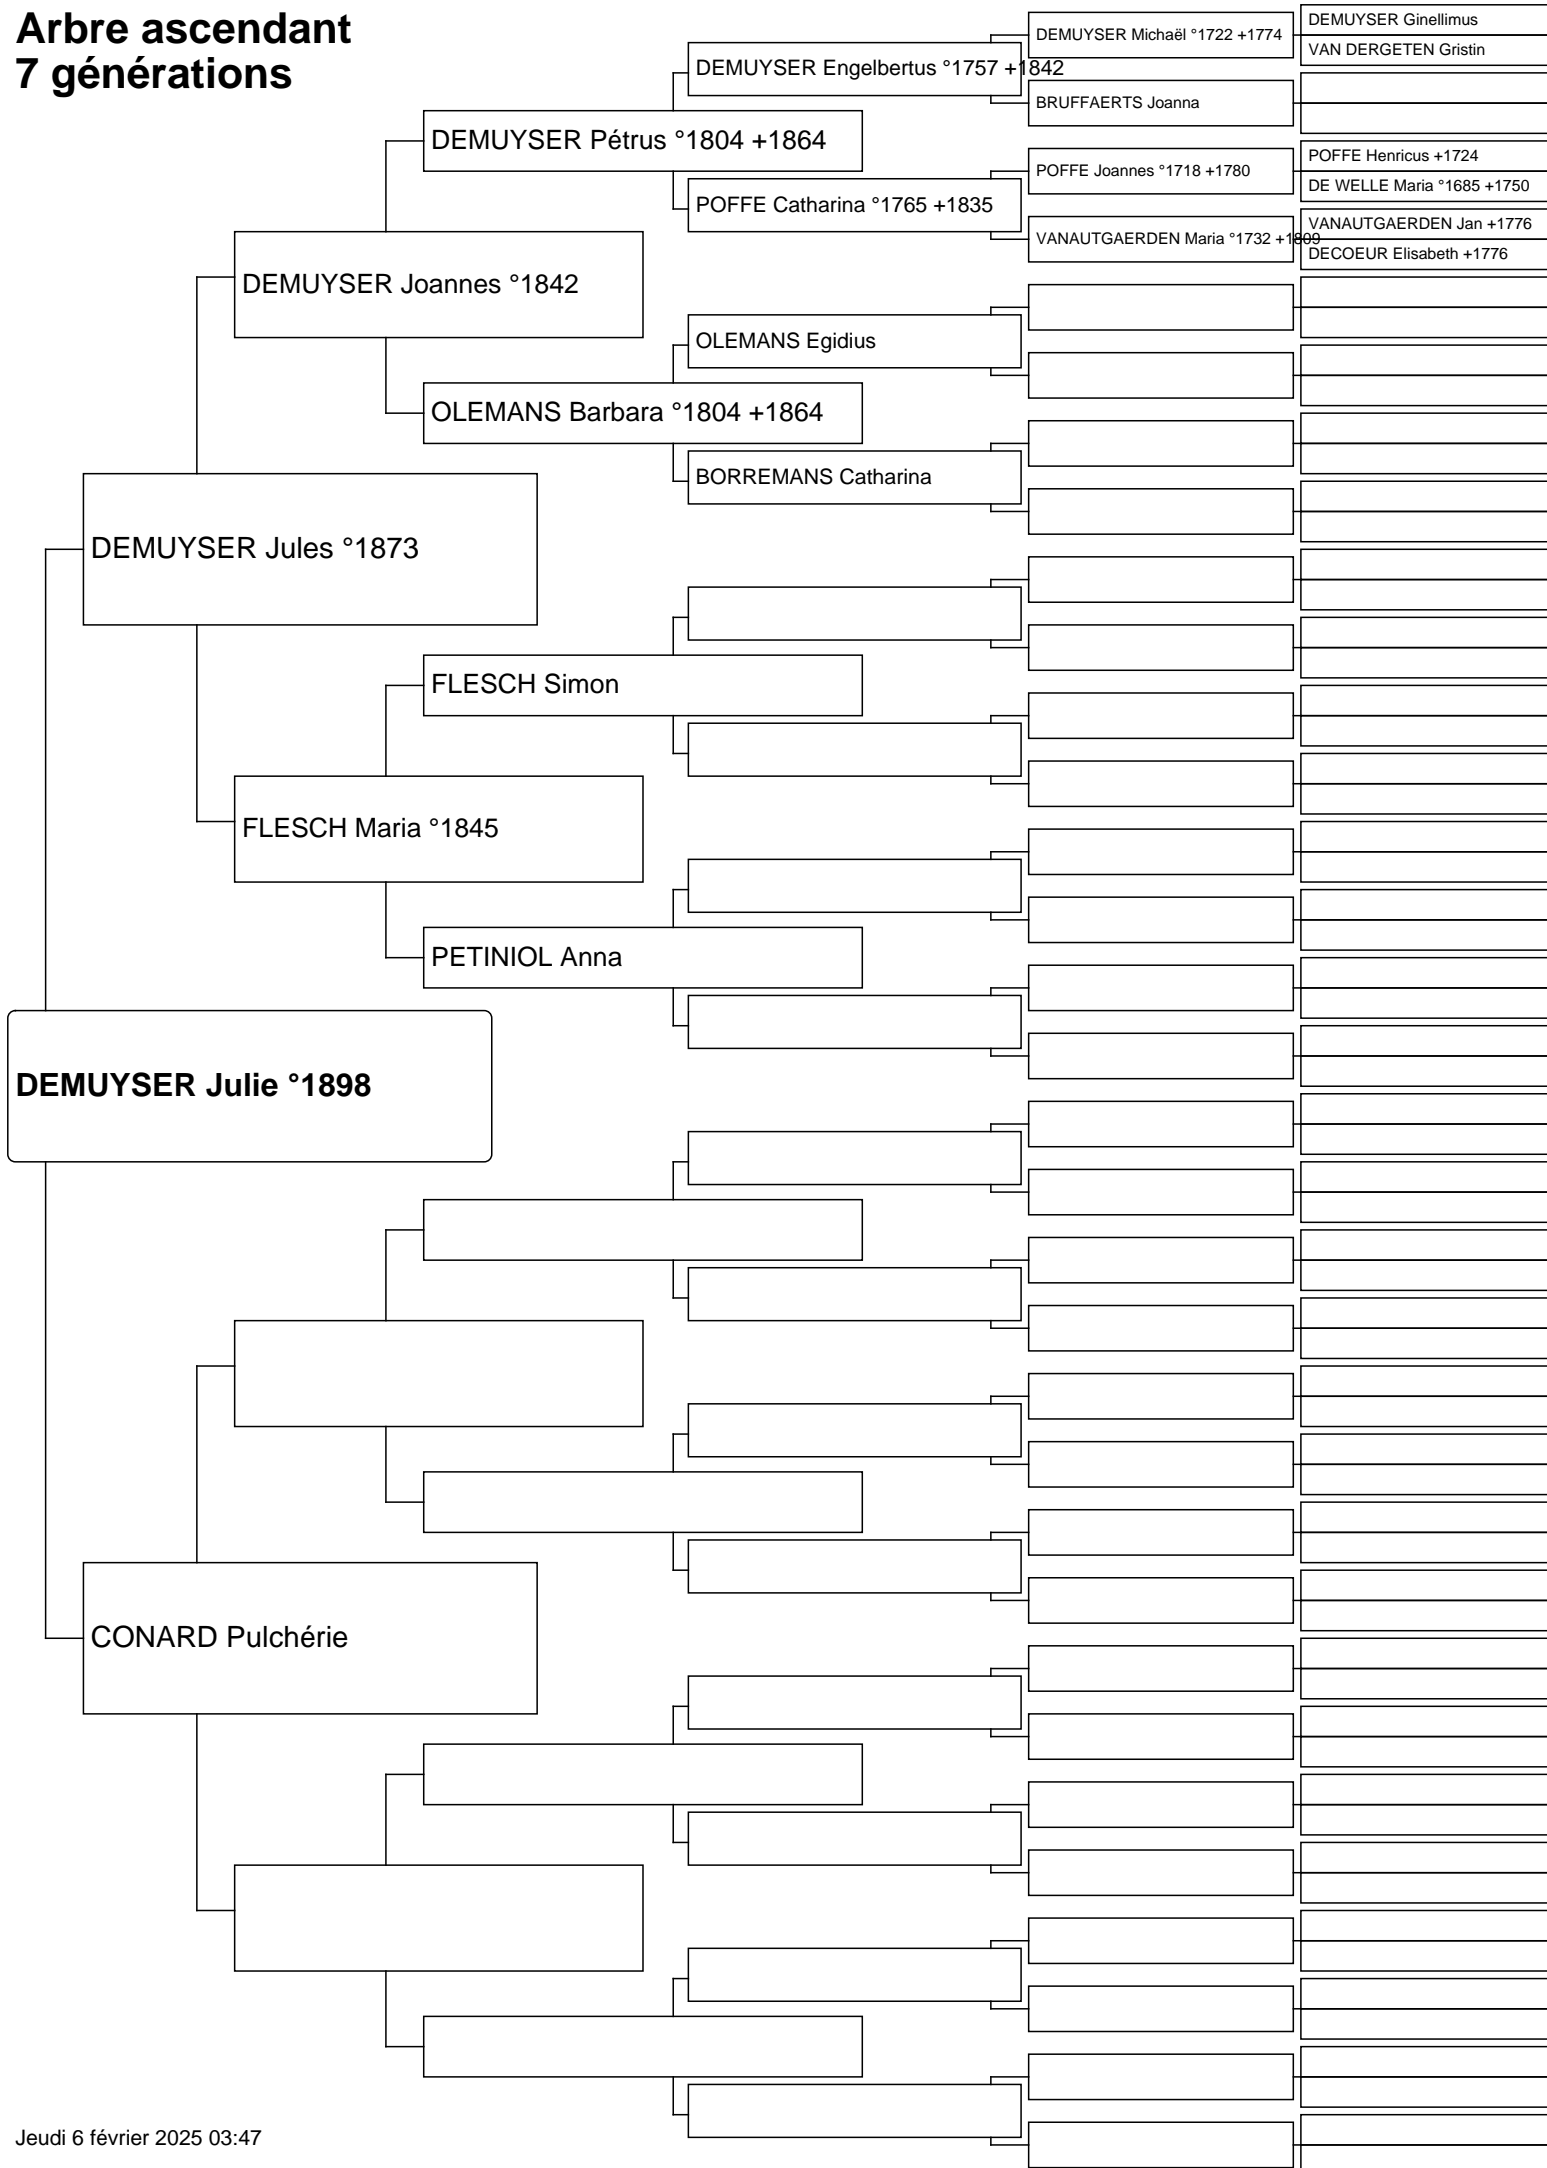 Arbre ascendant
7 générations
DEMUYSER Ginellimus
DEMUYSER Michaël °1722 +1774
VAN DERGETEN Gristin
DEMUYSER Engelbertus °1757 +1842
BRUFFAERTS Joanna
DEMUYSER Pétrus °1804 +1864
POFFE Henricus +1724
POFFE Joannes °1718 +1780
DE WELLE Maria °1685 +1750
POFFE Catharina °1765 +1835
VANAUTGAERDEN Jan +1776
VANAUTGAERDEN Maria °1732 +1809
DECOEUR Elisabeth +1776
DEMUYSER Joannes °1842
OLEMANS Egidius
OLEMANS Barbara °1804 +1864
BORREMANS Catharina
DEMUYSER Jules °1873
FLESCH Simon
FLESCH Maria °1845
PETINIOL Anna
DEMUYSER Julie °1898
CONARD Pulchérie
Jeudi 6 février 2025 03:47